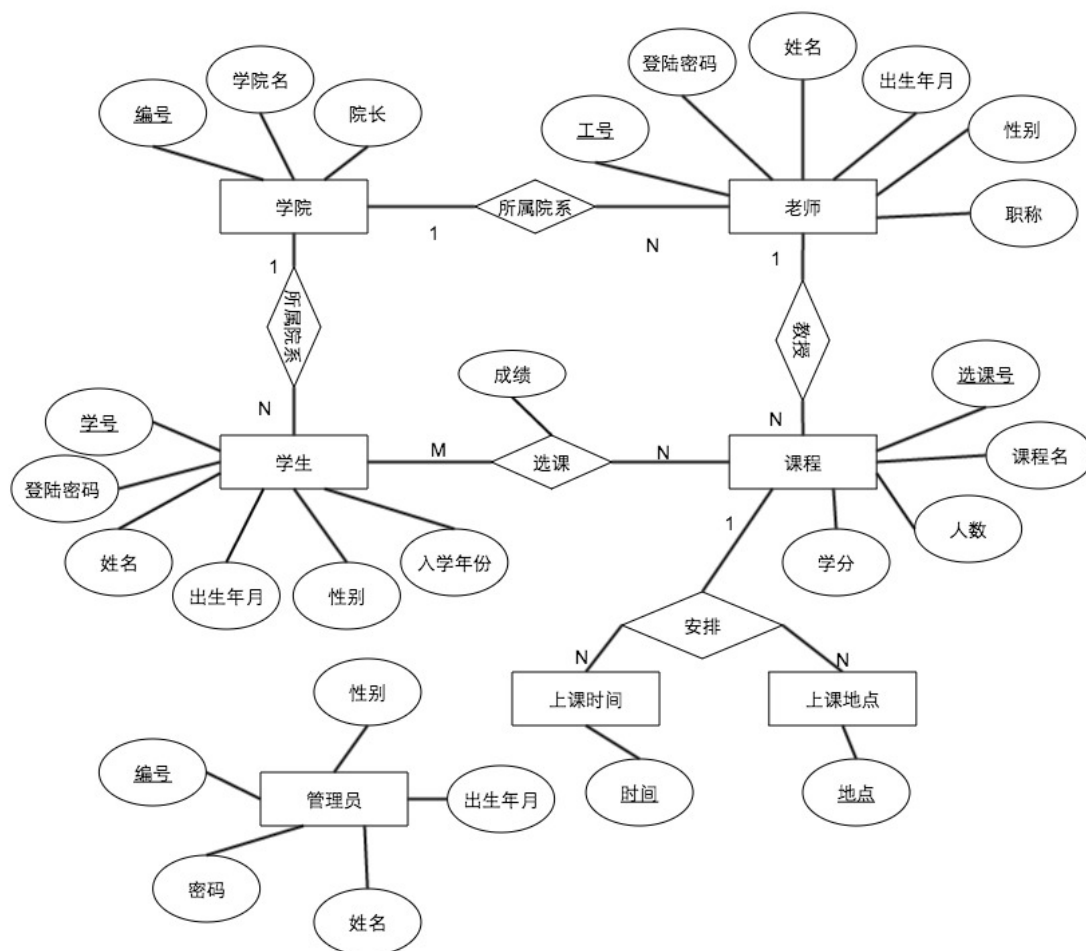 姓名
登陆密码
学院名
出生年月
编号
院长
工号
性别
学院
所属院系
老师
职称
1
N
1
1
所属院系
教授
成绩
选课号
N
N
学号
M
N
课程名
学生
选课
课程
登陆密码
1
人数
姓名
入学年份
学分
出生年月
性别
安排
N
N
性别
上课时间
上课地点
编号
管理员
出生年月
时间
地点
密码
姓名